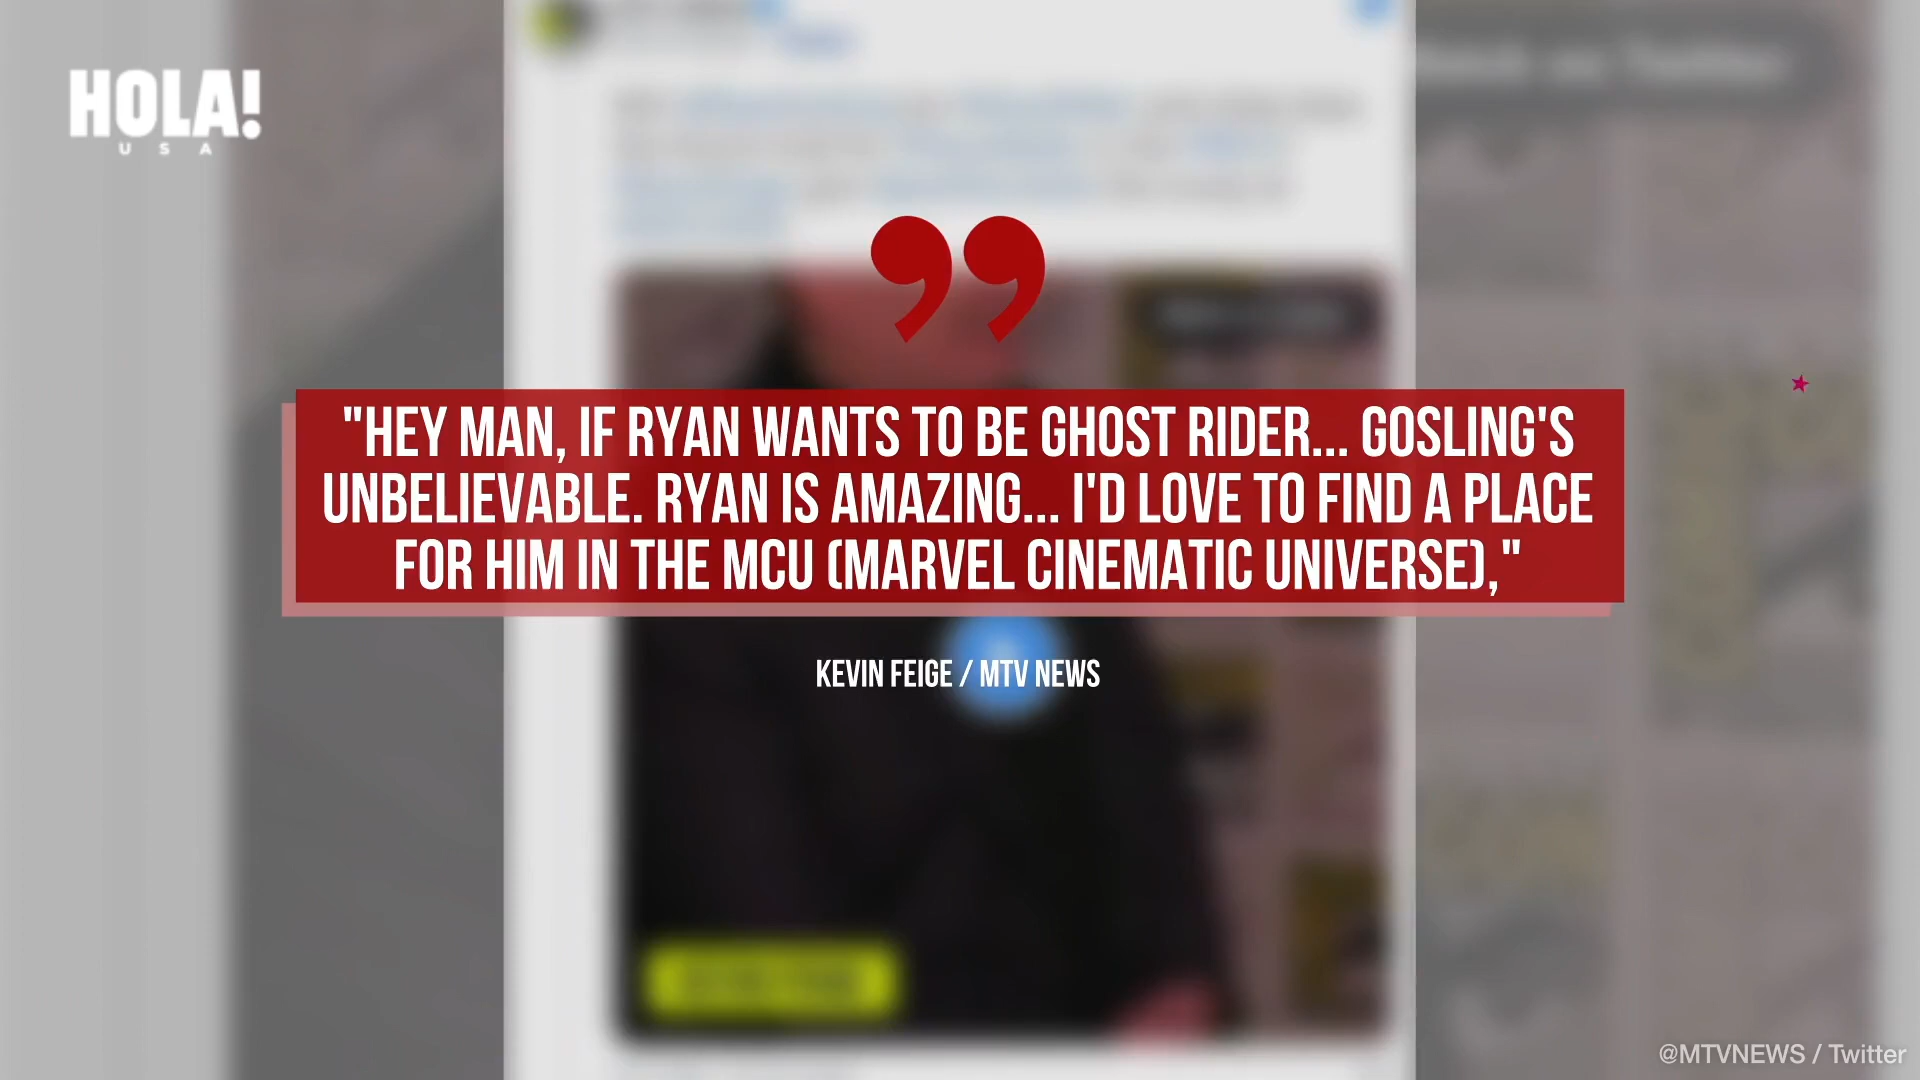 HOLA!
USA
"HEY MAN, IF RYAN WANTS TO BE GHOST RIDER... GOSLING'S
UNBELIEVABLE. RYAN IS AMAZING... I'D LOVE TO FIND A PLACE
FOR HIM IN THE MCU (MARVEL CINEMATIC UNIVERSE),"
KEVIN FEIGE / MTV NEWS
@MTVNEWS / Twitter